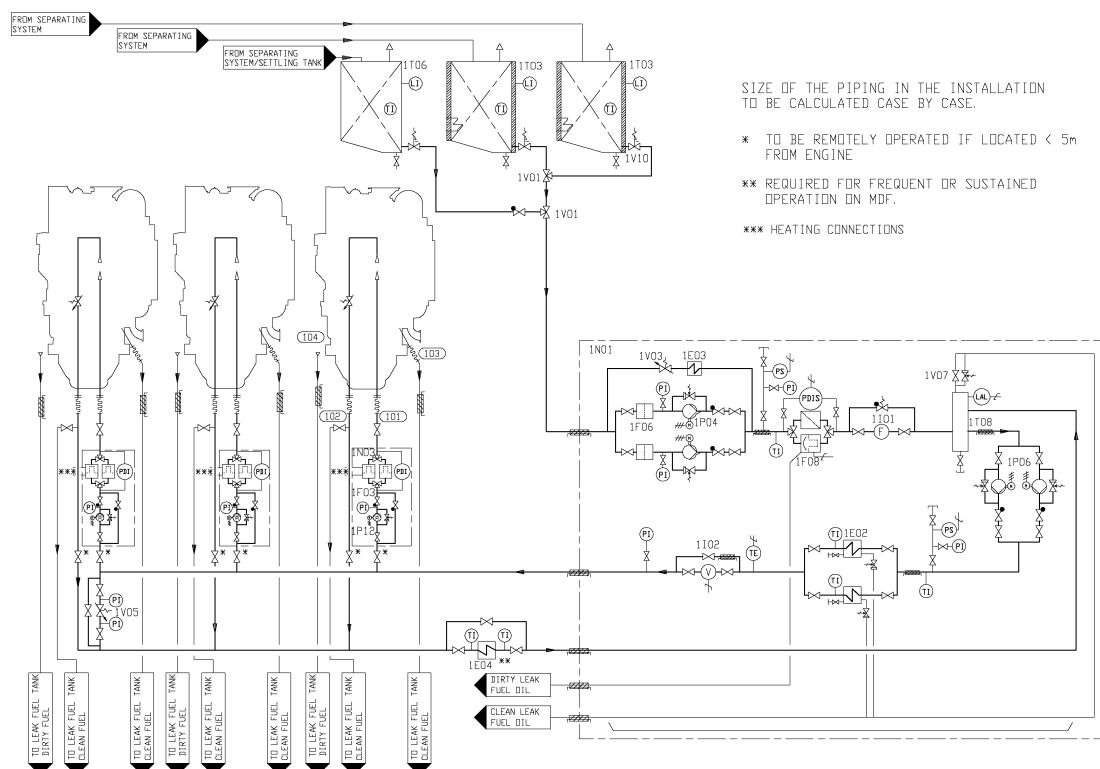 FROM SEPARATING
SYSTEM
FROM SEPARATING
SYSTEM
FROM SEPARATING
SYSTEM/SETTLING TANK
1T06
1T03
1T03
LI
LI
LI
TI
TI
TI
1V10
1V01
1V01
SIZE OF THE PIPING IN THE INSTALLATION
TO BE CALCULATED CASE BY CASE.
* TO BE REMOTELY OPERATED IF LOCATED < 5m
FROM ENGINE
** REQUIRED FOR FREQUENT OR SUSTAINED
OPERATION ON MDF.
*** HEATING CONNECTIONS
104
103
102
101
1N01
1V03
1E03
PI
1F06
1P04
M
M
PI
PS
PI
TI
PDIS
1F08
1I01
F
1V07
LAL
1T08
1P06
M
M
1N03
***
PDI
***
PDI
***
PDI
1F03
PI
PI
PI
1P12
* *
* *
* *
PI
1I02
V
TE
TI
1E02
TI
PS
PI
TI
PI
1V05
PI
TI
TI
1E04
**
DIRTY LEAK
FUEL OIL
CLEAN LEAK
FUEL OIL
TO LEAK FUEL TANK
DIRTY FUEL
TO LEAK FUEL TANK
CLEAN FUEL
TO LEAK FUEL TANK
CLEAN FUEL
TO LEAK FUEL TANK
DIRTY FUEL
TO LEAK FUEL TANK
CLEAN FUEL
TO LEAK FUEL TANK
CLEAN FUEL
TO LEAK FUEL TANK
DIRTY FUEL
TO LEAK FUEL TANK
CLEAN FUEL
TO LEAK FUEL TANK
CLEAN FUEL